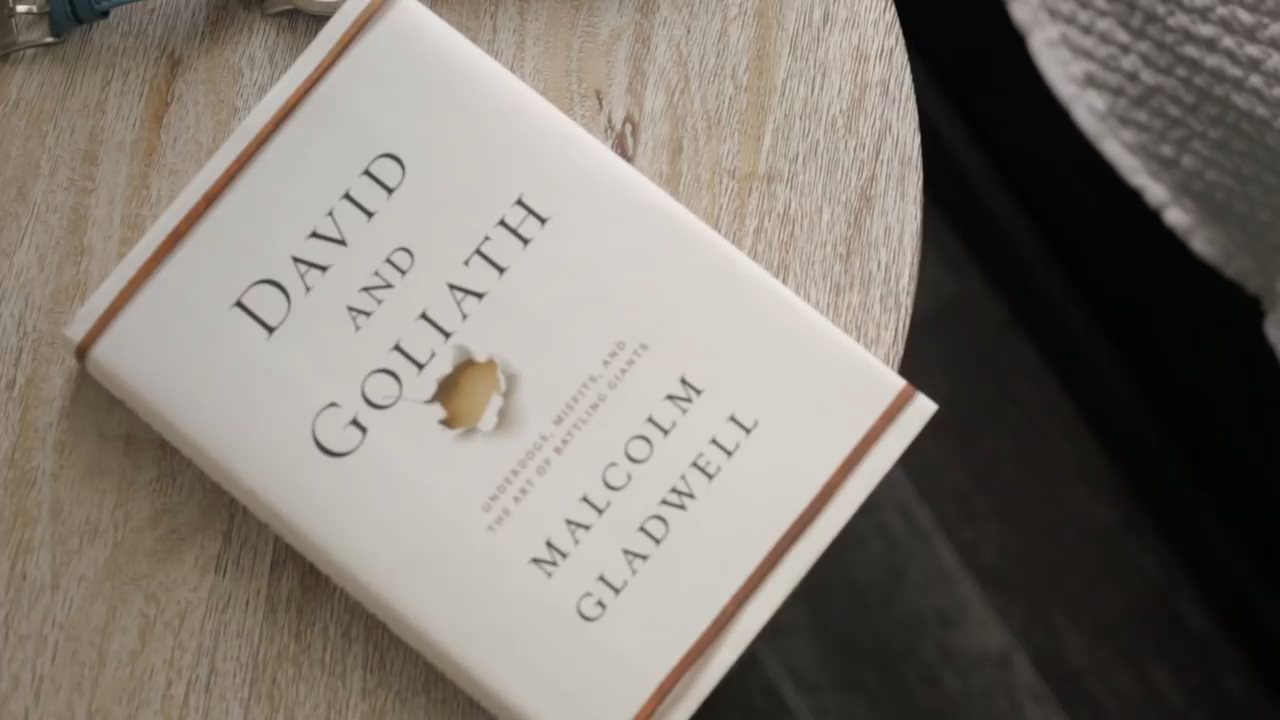 DAVID
AND
GOLIATH
UNDERDOGS, MISFITS, AND
THE ART OF BATTLING GIANTS
MALCOLM
GLADWELL